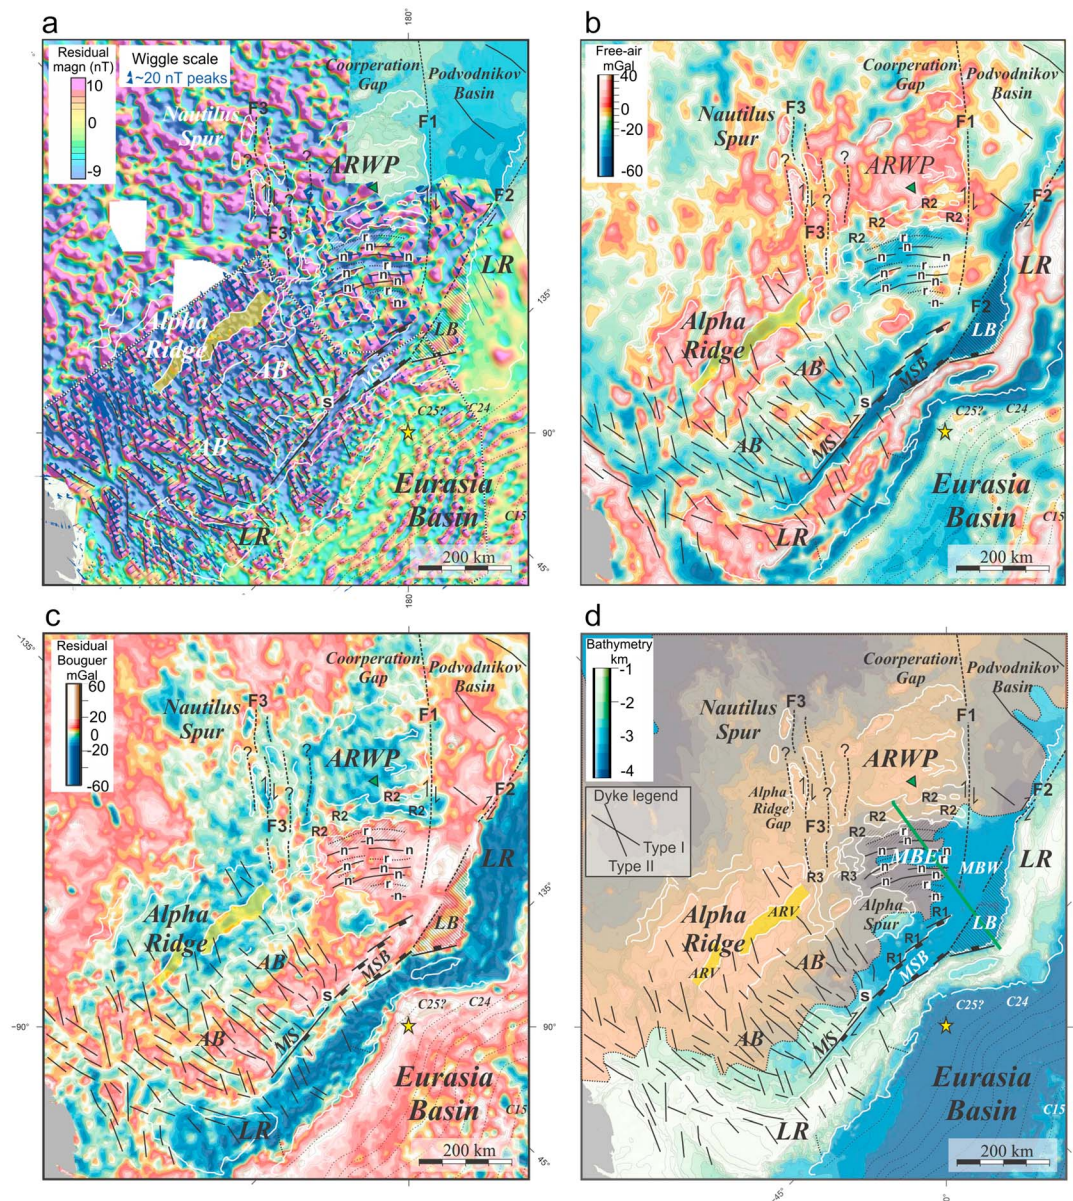 a
180°
Residual
magn (nT)
10
0
-9
Wiggle scale
~20 nT peaks
Coorperation
Gap
Podvodnikov
Basin
Nautilus
Spur
F3
F1
?
?
ARWP
?
F2
F3
r
n
n
n
n
r
n
r
n
LR
135°
Alpha
Ridge
LB
AB
MSB
S
C25?
C24
AB
90°
Eurasia
Basin
C15
LR
200 km
45°
180
b
Free-air
mGal
40
0
-20
-60
Coorperation
Gap
Podvodnikov
Basin
Nautilus
Spur
F3
F1
?
?
ARWP
?
F2
R2
R2
F3
R2
r
n
n
n
n
r
n
r
-n-
LR
F2
Alpha
Ridge
LB
AB
MSB
S
C25?
C24
AB
MS
Eurasia
Basin
C15
LR
200 km
c
-135°
Residual
Bouguer
mGal
60
20
0
-20
-60
Coorperation
Gap
Podvodnikov
Basin
Nautilus
Spur
F3
F1
?
?
ARWP
?
F2
R2
R2
F3
R2
r
n
n
n
n
r
n
r
-n-
LR
135°
Alpha
Ridge
LB
AB
MSB
S
C25?
C24
-90°
AB
MS
90°
Eurasia
Basin
C15
LR
200 km
45°
d
Bathymetry
km
-1
-2
-3
-4
Dyke legend
Type I
Type II
Coorperation
Gap
Podvodnikov
Basin
Nautilus
Spur
F3
F1
?
?
ARWP
Alpha
Ridge
Gap
?
F2
R2
R2
F3
R2
r
n
n
MBE
n
r
n
n
r
n
MBW
LR
R3
R3
Alpha
Spur
R1
Alpha
Ridge
ARV
LB
R1
ARV
AB
R1
MSB
S
C25?
C24
AB
MS
Eurasia
Basin
C15
LR
200 km
-45°
0°